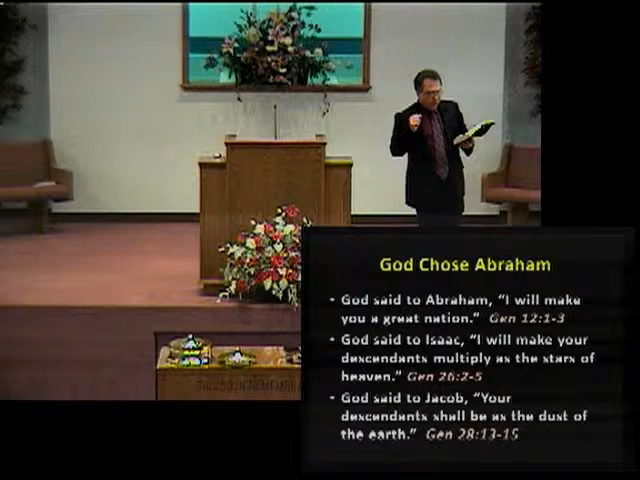 God Chose Abraham
• God said to Abraham, "I will make
you a great nation." Gen 12:1-3
• God said to Isaac, "I will make your
descendants multiply as the stars of
heaven." Gen 26:2-5
• God said to Jacob, "Your
descendants shall be as the dust of
the earth." Gen 28:13-15